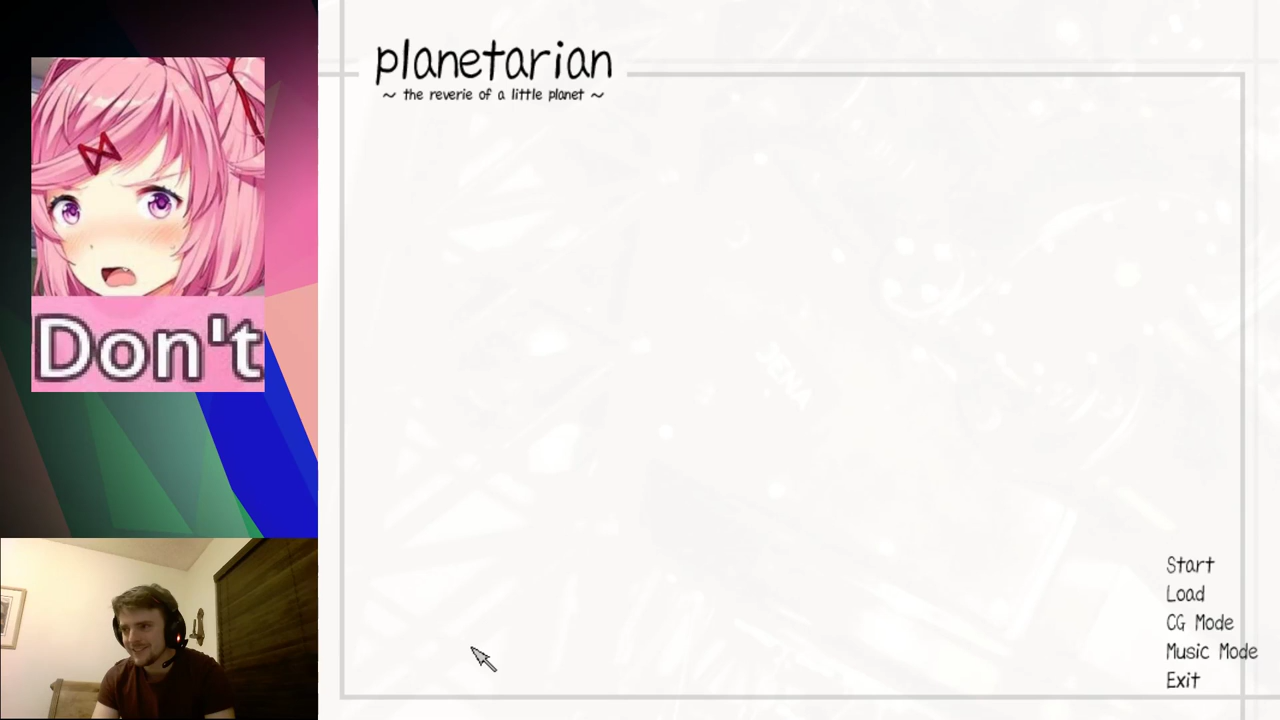 planetarian
~ the reverie of a little planet ~
Don't
Start
Load
CG Mode
Music Mode
Exit